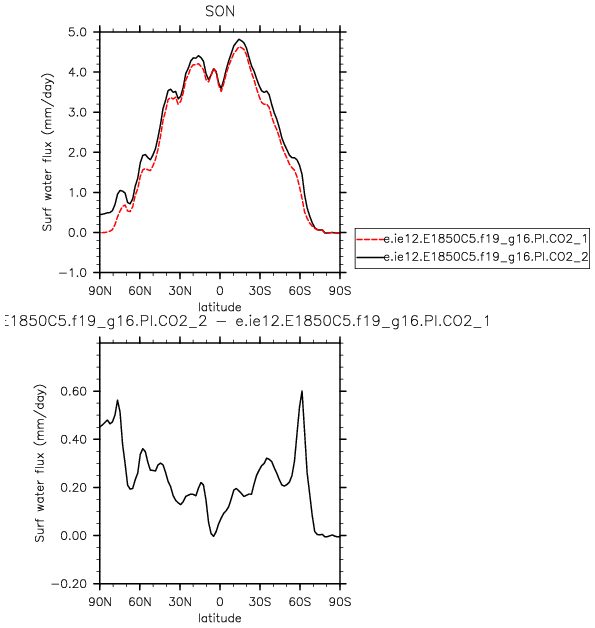 SON
Surf water flux (mm/day)
5.0
4.0
3.0
2.0
1.0
0.0
−1.0
90N 60N 30N 0 30S 60S 90S
latitude
e.ie12.E1850C5.f19_g16.PI.CO2_1
e.ie12.E1850C5.f19_g16.PI.CO2_2
E1850C5.f19_g16.PI.CO2_2 − e.ie12.E1850C5.f19_g16.PI.CO2_1
Surf water flux (mm/day)
0.60
0.40
0.20
0.00
−0.20
90N 60N 30N 0 30S 60S 90S
latitude